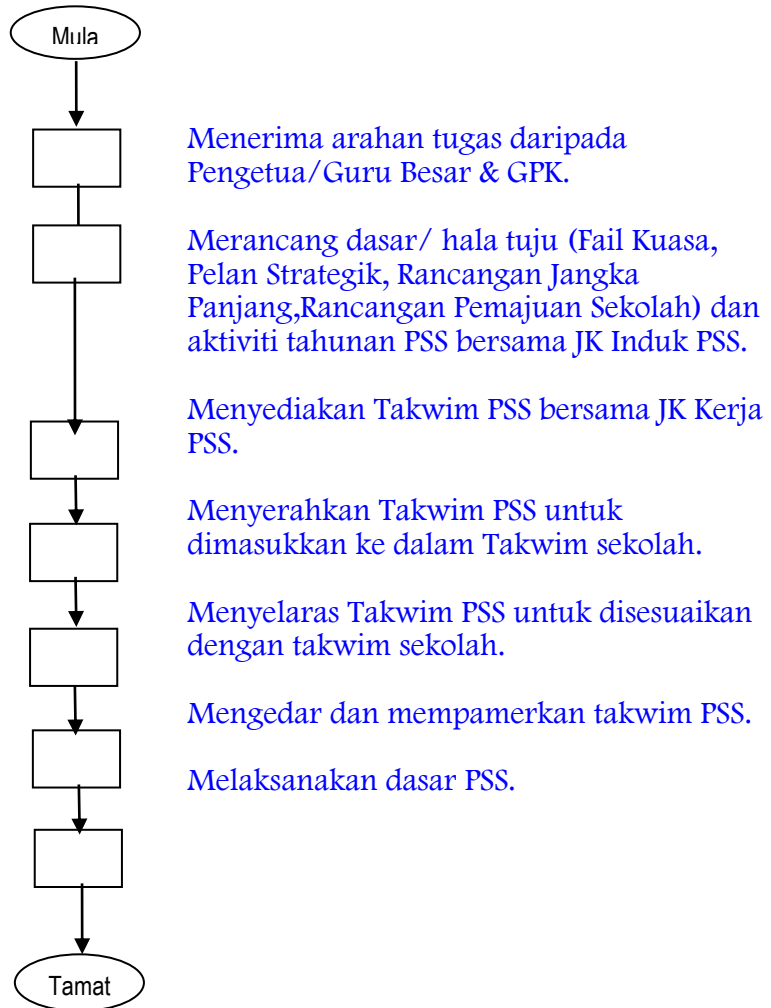 Mula
Menerima arahan tugas daripada
Pengetua/Guru Besar & GPK.
Merancang dasar/ hala tuju (Fail Kuasa,
Pelan Strategik, Rancangan Jangka
Panjang,Rancangan Pemajuan Sekolah) dan
aktiviti tahunan PSS bersama JK Induk PSS.
Menyediakan Takwim PSS bersama JK Kerja
PSS.
Menyerahkan Takwim PSS untuk
dimasukkan ke dalam Takwim sekolah.
Menyelaras Takwim PSS untuk disesuaikan
dengan takwim sekolah.
Mengedar dan mempamerkan takwim PSS.
Melaksanakan dasar PSS.
Tamat